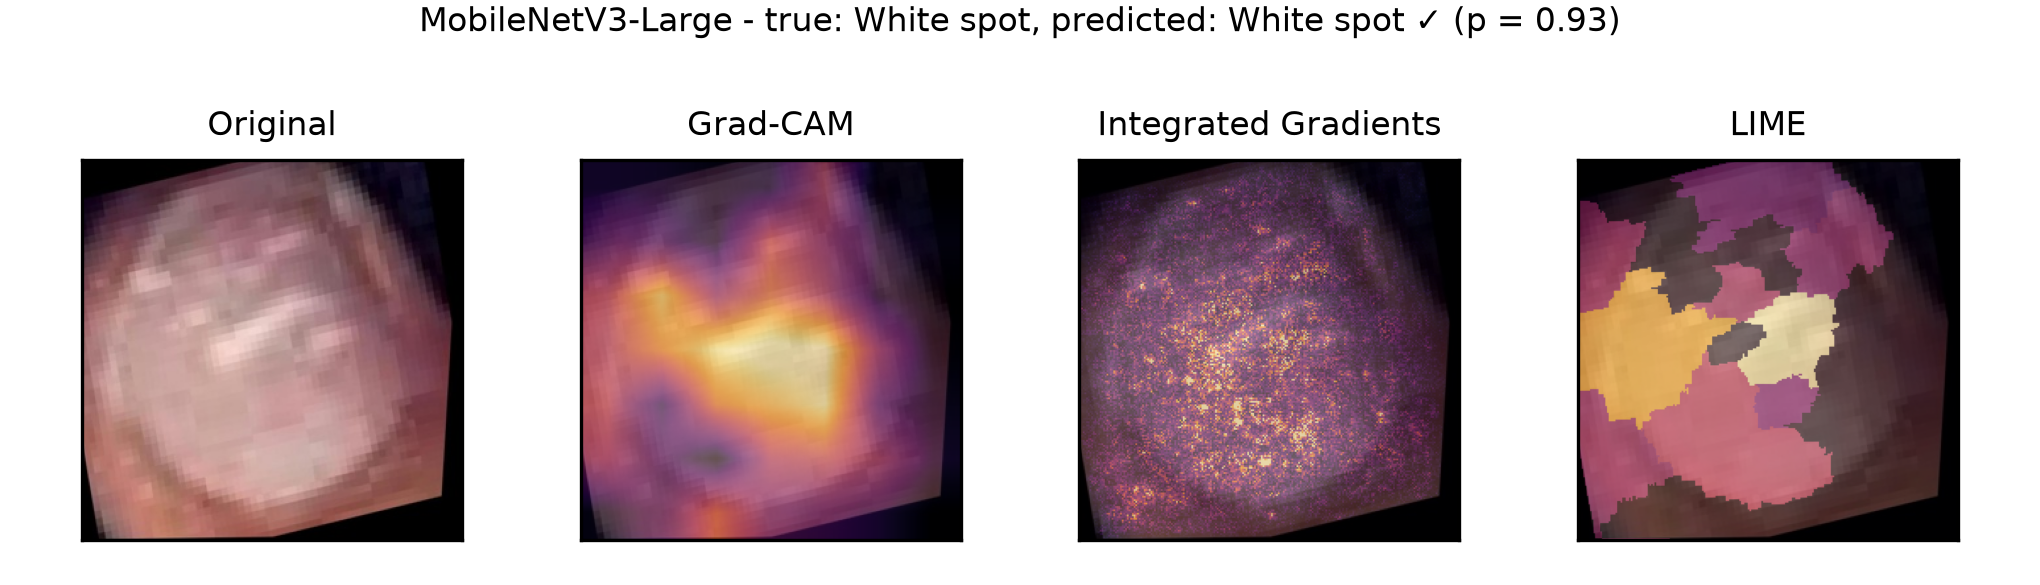 MobileNetV3-Large - true: White spot, predicted: White spot ✓ (p = 0.93)
Original
Grad-CAM
Integrated Gradients
LIME